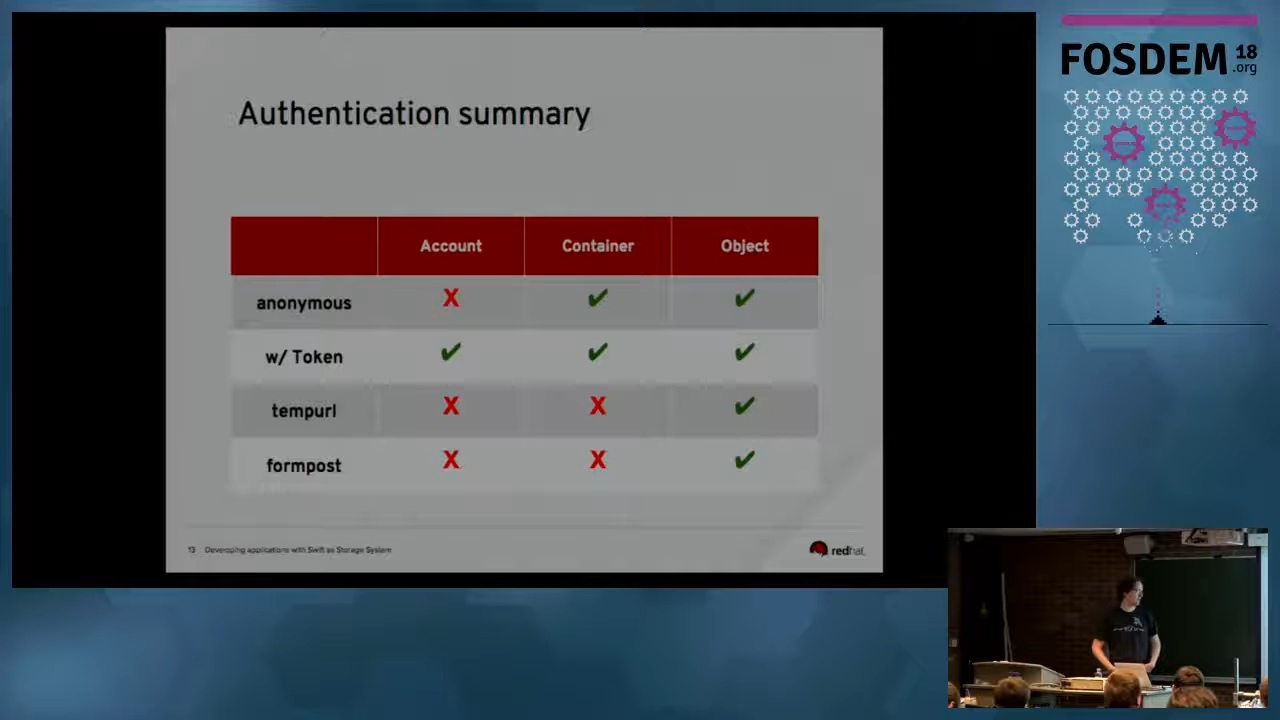 Authentication summary
Account Container Object
anonymous X ✔ ✔
w/ Token ✔ ✔ ✔
tempurl X X ✔
formpost X X ✔
13 Developing applications with Swift as Storage System
redhat.
FOSDEM 18
.org